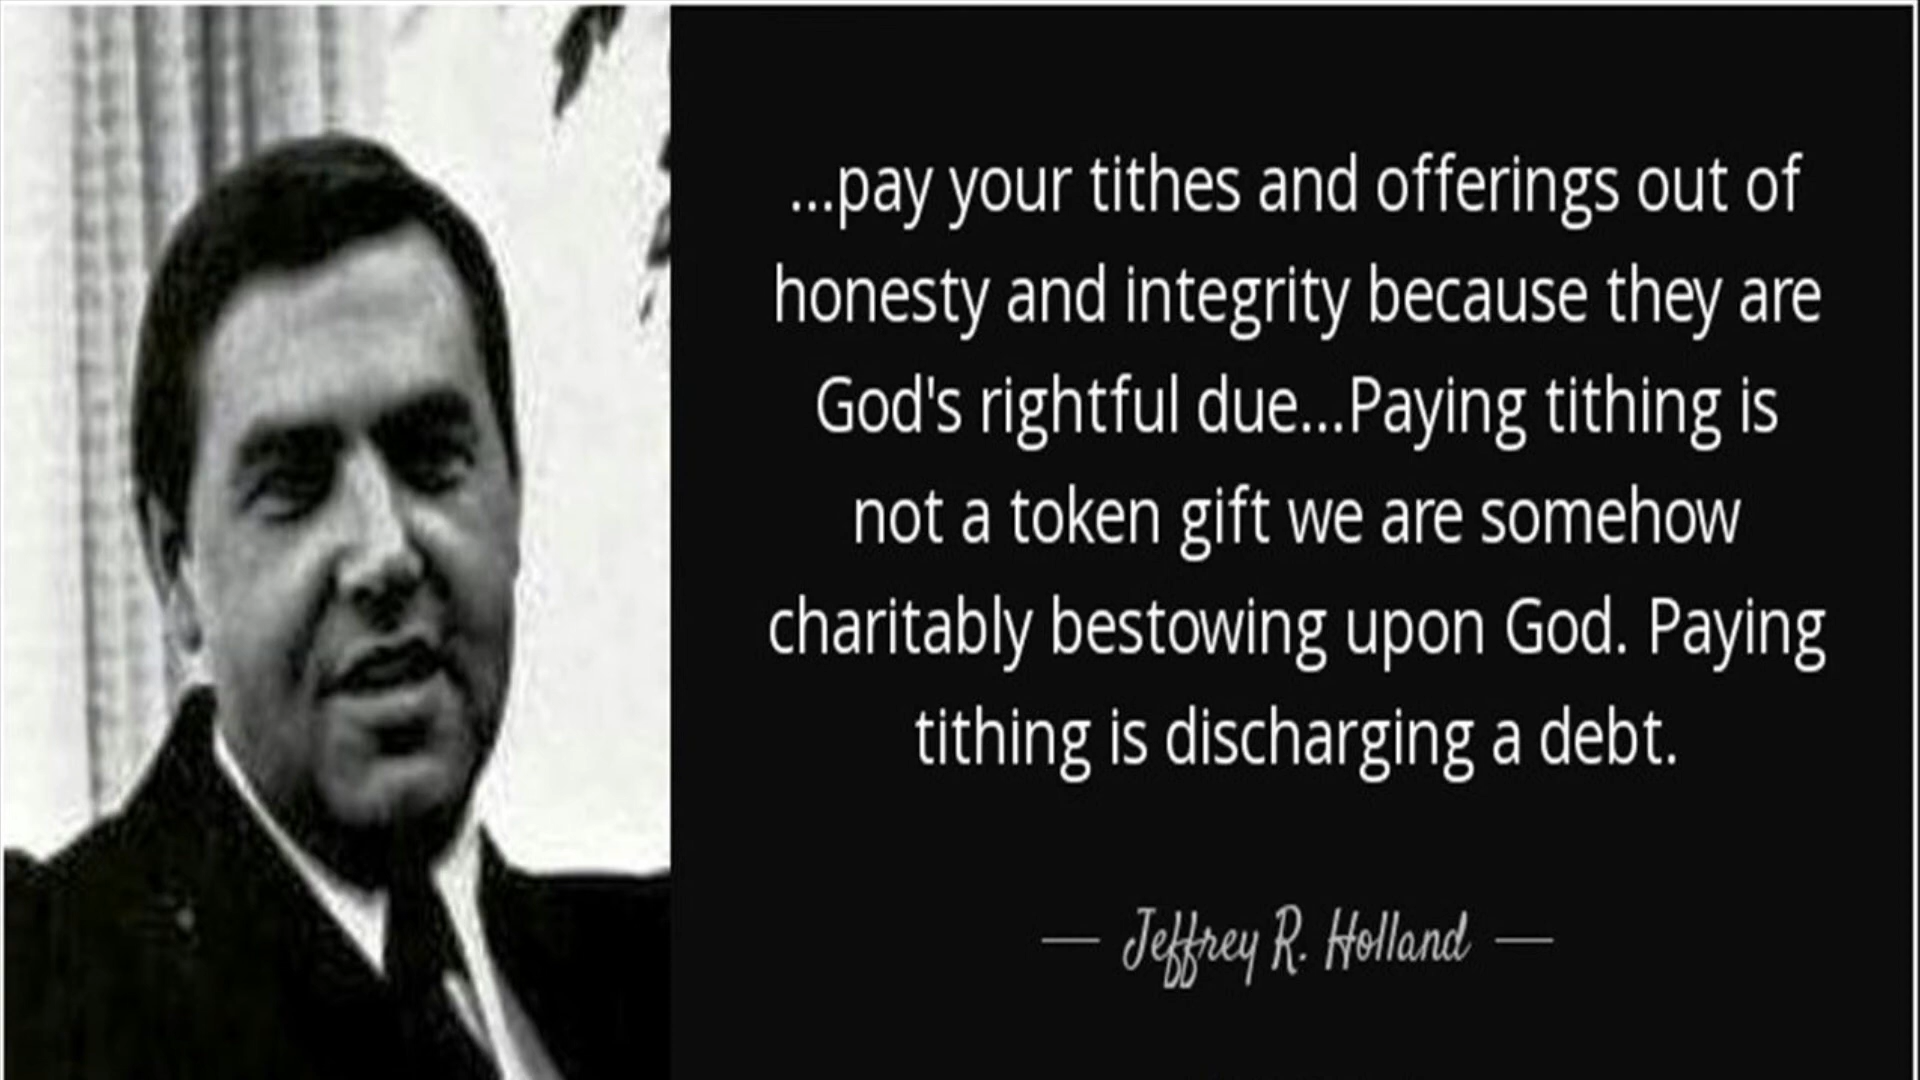 ...pay your tithes and offerings out of
honesty and integrity because they are
God's rightful due...Paying tithing is
not a token gift we are somehow
charitably bestowing upon God. Paying
tithing is discharging a debt.
— Jeffrey R. Holland —